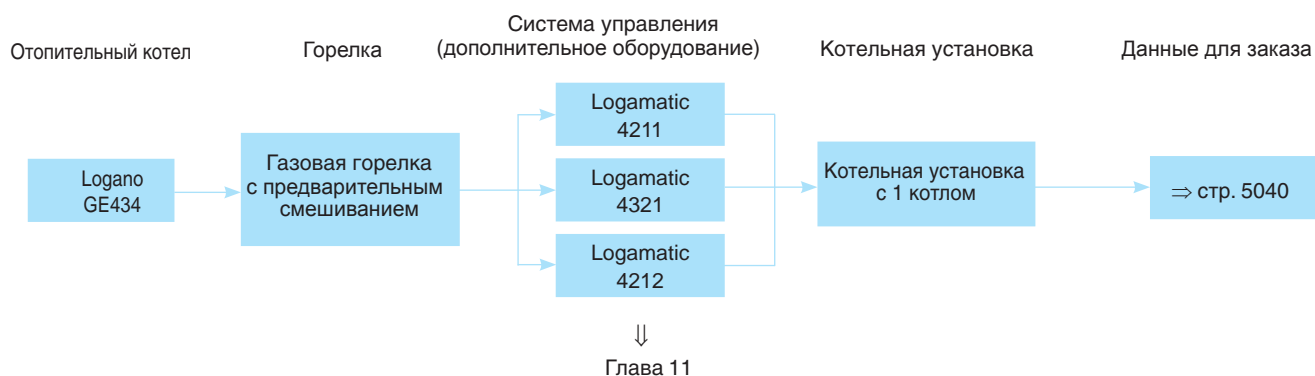 Отопительный котел
Горелка
Система управления
(дополнительное оборудование)
Котельная установка
Данные для заказа
Logano
GE434
Газовая горелка
с предварительным
смешиванием
Logamatic
4211
Logamatic
4321
Logamatic
4212
Котельная установка
с 1 котлом
⇒ стр. 5040
⇓
Глава 11